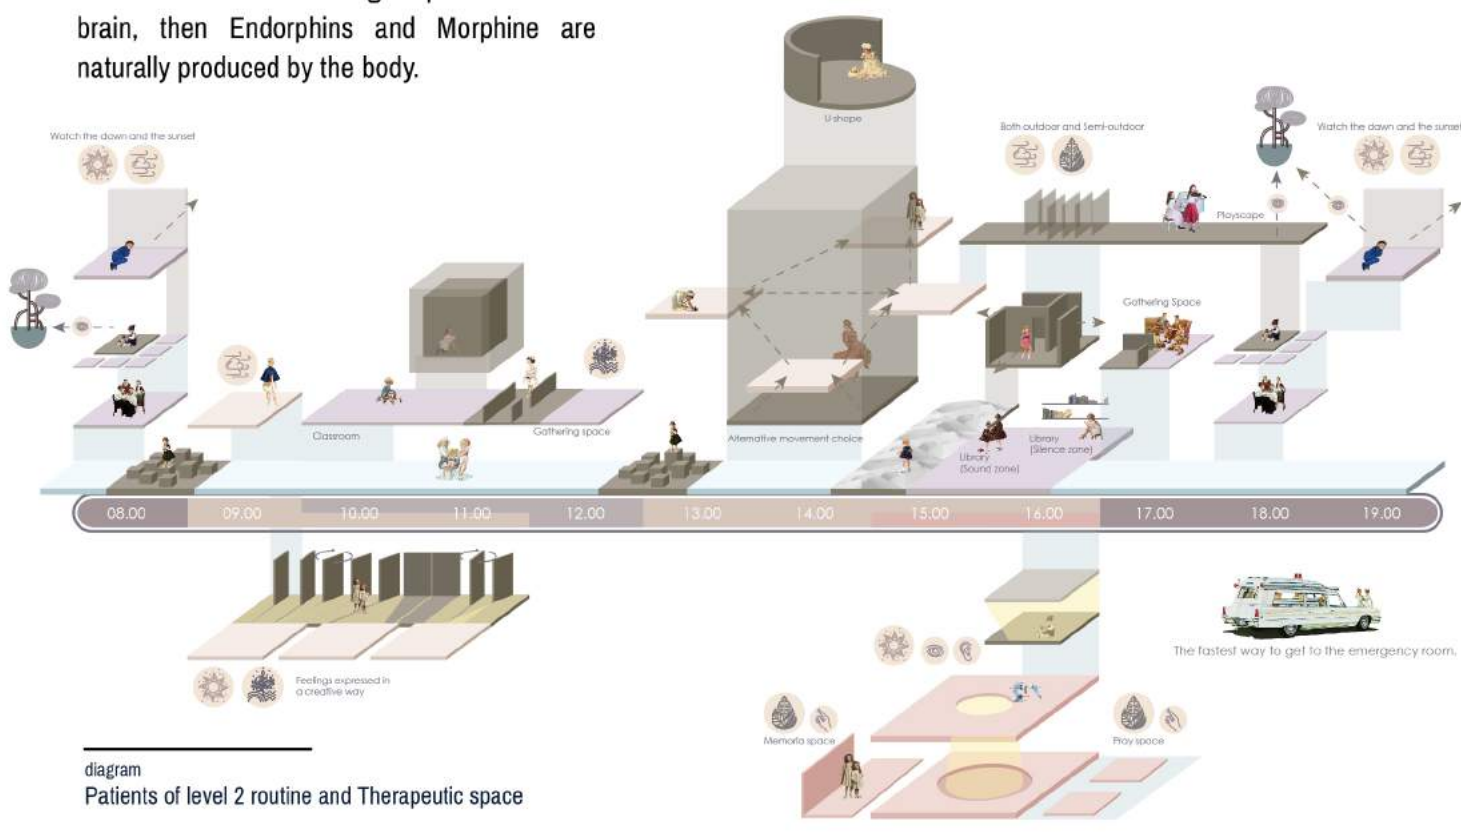 brain, then Endorphins and Morphine are
naturally produced by the body.
Watch the dawn and the sunset
U shape
Both outdoor and Semi-outdoor
Watch the dawn and the sunset
Playscape
Gathering Space
Classroom
Gathering space
Alternative movement choice
Library
(Sound zone)
Library
(Silence zone)
08.00 09.00 10.00 11.00 12.00 13.00 14.00 15.00 16.00 17.00 18.00 19.00
Feelings expressed in
a creative way
The fastest way to get to the emergency room.
Memoria space
Pray space
diagram
Patients of level 2 routine and Therapeutic space